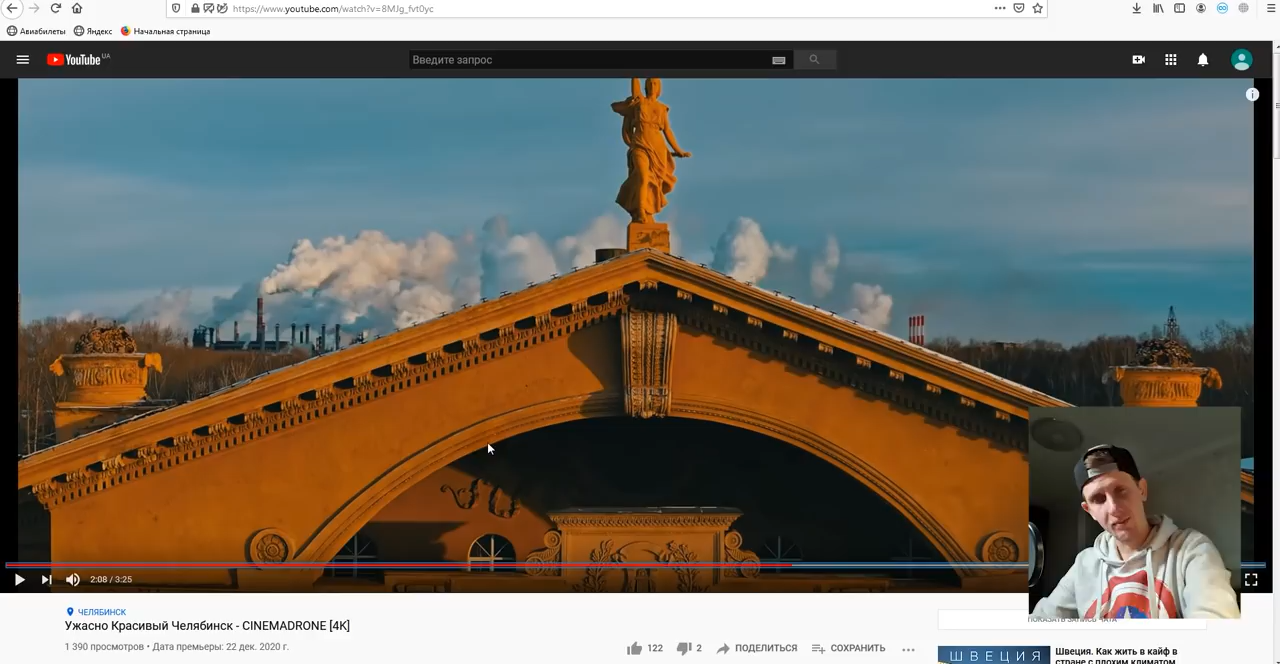 https://www.youtube.com/watch?v=8MJg_fvt0yc
Авиабилеты Яндекс Начальная страница
YouTube UA
Введите запрос
2:08 / 3:25
ЧЕЛЯБИНСК
Ужасно Красивый Челябинск - CINEMADRONE [4K]
1 390 просмотров • Дата премьеры: 22 дек. 2020 г.
122 2 ПОДЕЛИТЬСЯ СОХРАНИТЬ
ПОКАЗАТЬ ЗАПИСЬ ЧАТА
ШВЕЦИЯ
Швеция. Как жить в кайф в
стране с плохим климатом